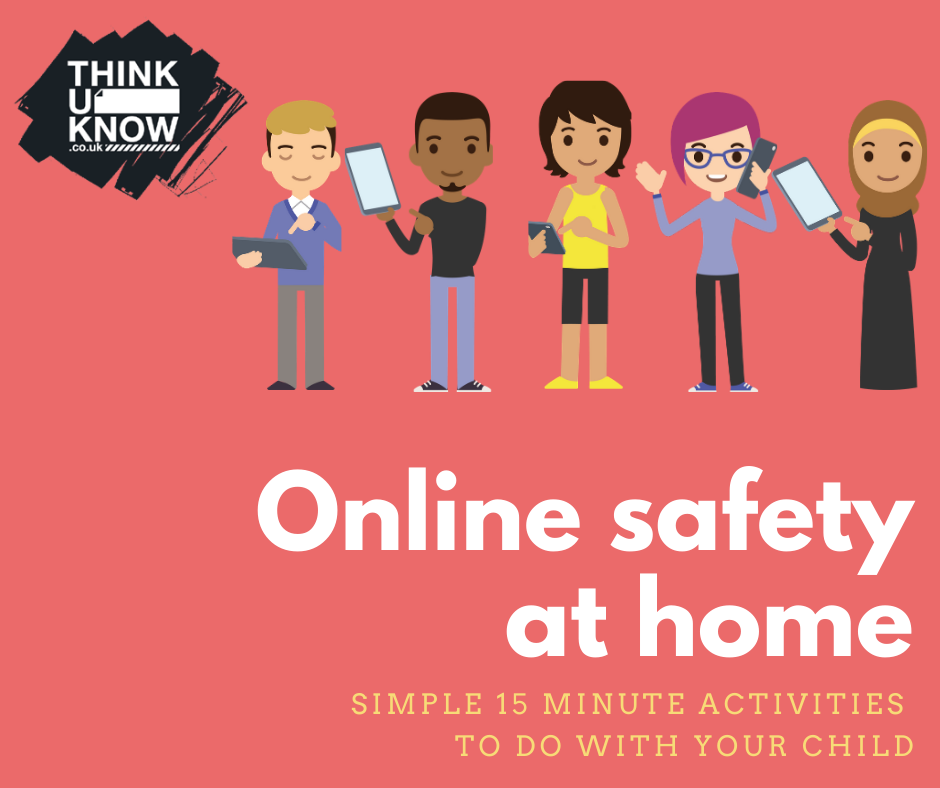 THINK
U
KNOW
.co.uk
Online safety
at home
SIMPLE 15 MINUTE ACTIVITIES
TO DO WITH YOUR CHILD